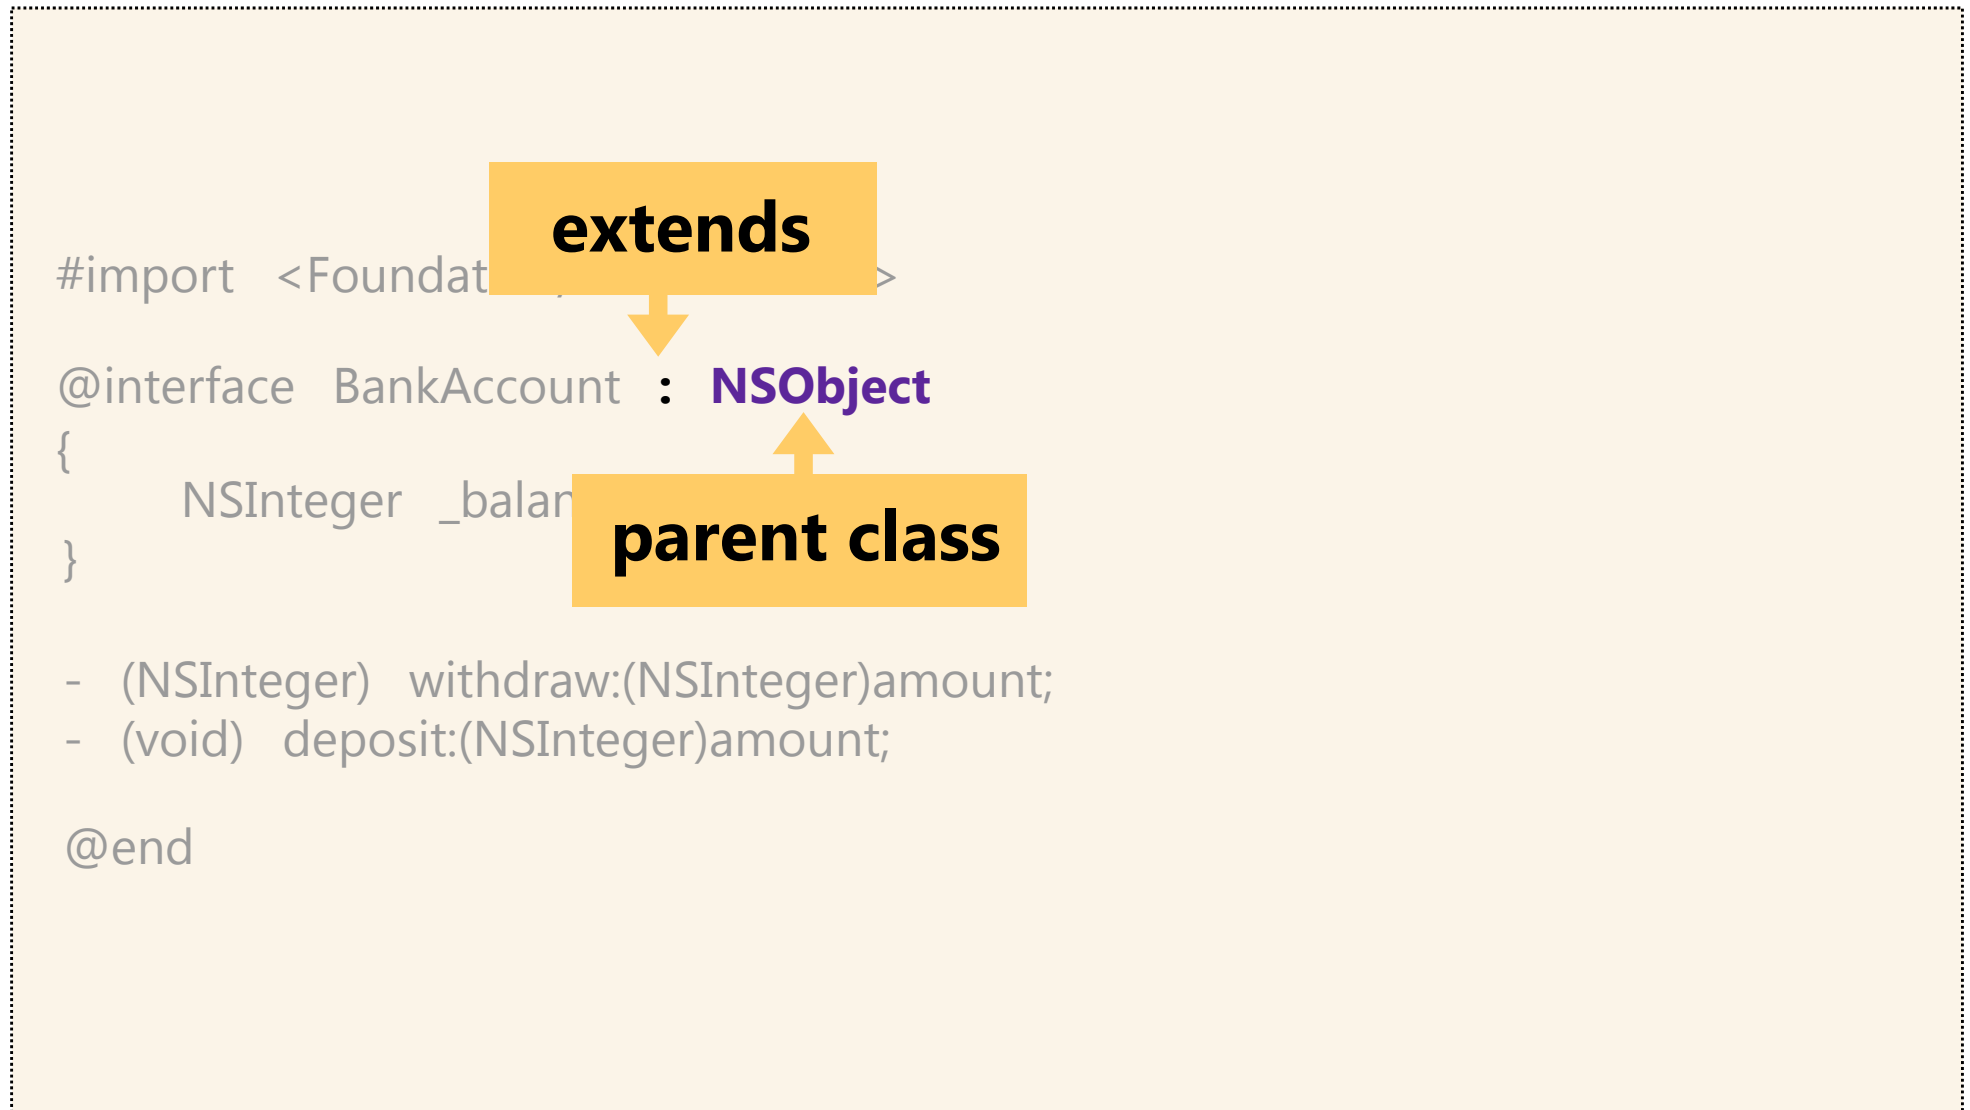 extends
#import <Foundat >
@interface BankAccount : NSObject
{
NSInteger _balan
parent class
}
- (NSInteger) withdraw:(NSInteger)amount;
- (void) deposit:(NSInteger)amount;
@end